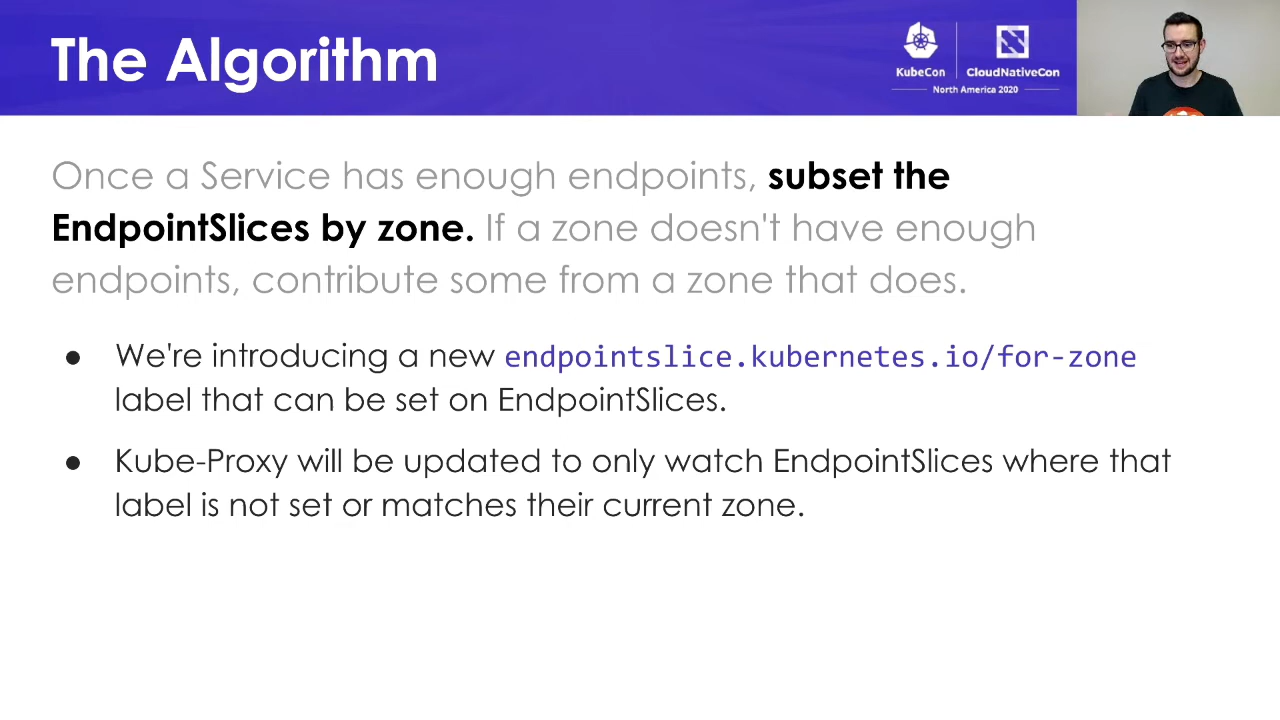 The Algorithm
KubeCon
CloudNativeCon
North America 2020
Once a Service has enough endpoints, subset the
EndpointSlices by zone. If a zone doesn't have enough
endpoints, contribute some from a zone that does.
● We're introducing a new endpointslice.kubernetes.io/for-zone
label that can be set on EndpointSlices.
● Kube-Proxy will be updated to only watch EndpointSlices where that
label is not set or matches their current zone.